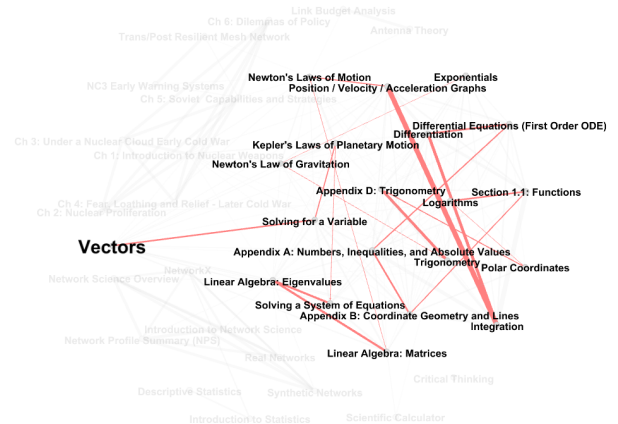 Link Budget Analysis
Ch 6: Dilemmas of Policy
Antenna Theory
Trans/Post Resilient Mesh Network
Newton's Laws of Motion
Exponentials
NC3 Early Warning Systems
Position / Velocity / Acceleration Graphs
Ch 5: Soviet Capabilities and Strategies
Differential Equations (First Order ODE)
Differentiation
Ch 3: Under a Nuclear Cloud Early Cold War
Kepler's Laws of Planetary Motion
Ch 1: Introduction to Nuclear Weapons
Newton's Law of Gravitation
Appendix D: Trigonometry
Section 1.1: Functions
Ch 4: Fear, Lothing and Relief - Later Cold War
Logarithms
Ch 2: Nuclear Proliferation
Solving for a Variable
Vectors
Appendix A: Numbers, Inequalities, and Absolute Values
Trigonometry
Polar Coordinates
NetworkX
Network Science Overview
Linear Algebra: Eigenvalues
Solving a System of Equations
Appendix B: Coordinate Geometry and Lines
Integration
Introduction to Network Science
Network Profile Summary (NPS)
Linear Algebra: Matrices
Real Networks
Critical Thinking
Descriptive Statistics
Synthetic Networks
Introduction to Statistics
Scientific Calculator